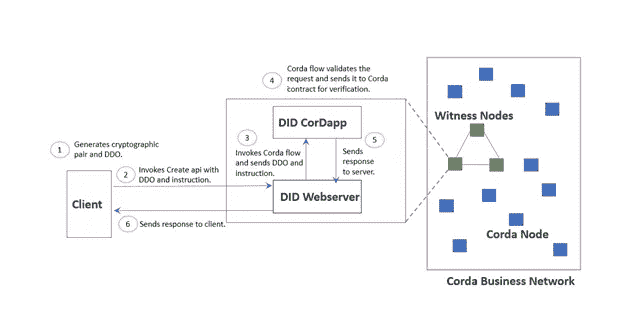 4
Corda flow validates the
request and sends it to Corda
contract for verification.
Witness Nodes
DID CorDapp
3
5
1
Generates cryptographic
pair and DDO.
Invokes Corda flow
and sends DDO and
instruction.
Sends
response
to server.
2
Invokes Create api with
DDO and instruction.
Client
DID Webserver
6
Sends response to client.
Corda Node
Corda Business Network